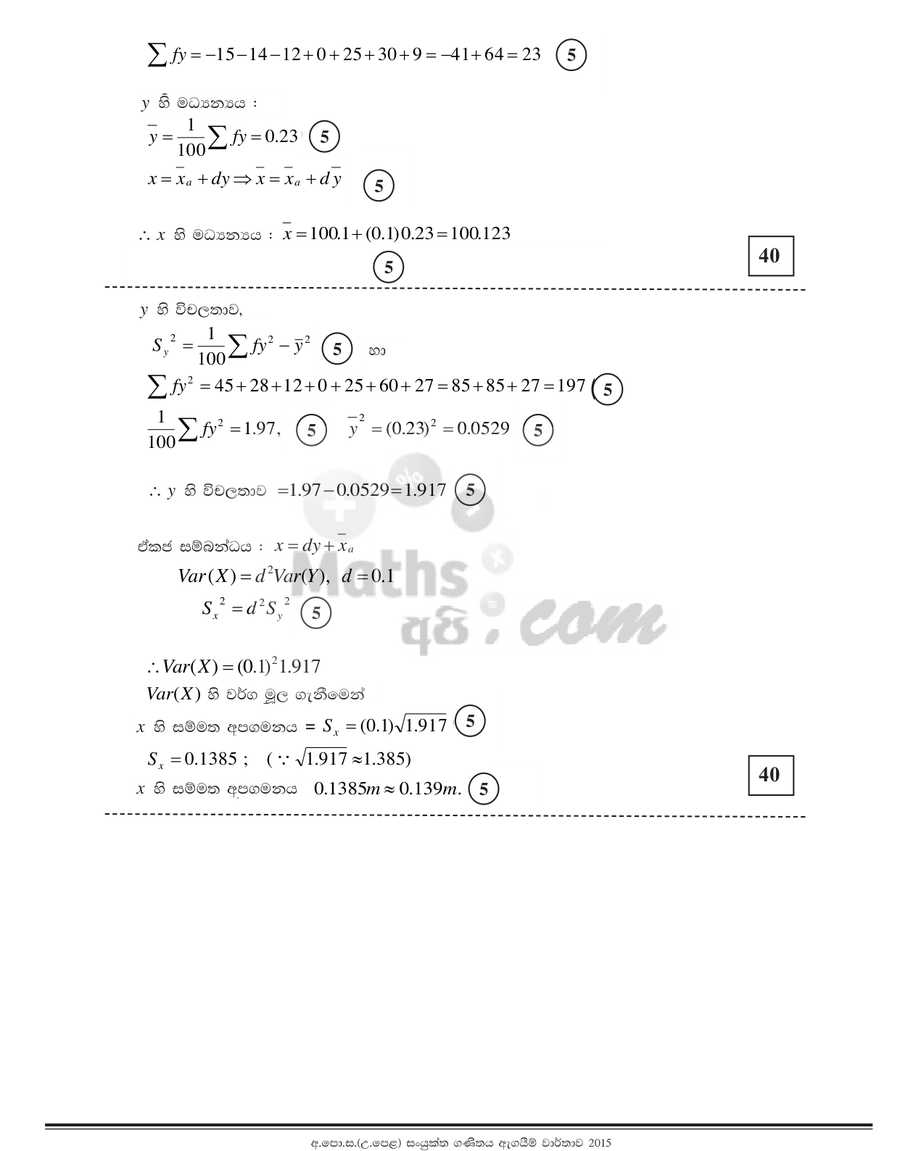 ∑ fy = −15 − 14 − 12 + 0 + 25 + 30 + 9 = −41 + 64 = 23 (5)
y හි මධ්‍යන්‍යය :
y̅ = 1/100 ∑ fy = 0.23 (5)
x = x̅ₐ + dy ⇒ x̅ = x̅ₐ + d y̅ (5)
∴ x හි මධ්‍යන්‍යය : x̅ = 100.1 + (0.1) 0.23 = 100.123
40
(5)
y හි විචලතාව,
S_y² = 1/100 ∑ fy² − y̅² (5) හා
∑ fy² = 45 + 28 + 12 + 0 + 25 + 60 + 27 = 85 + 85 + 27 = 197 (5)
1/100 ∑ fy² = 1.97, (5) y̅² = (0.23)² = 0.0529 (5)
∴ y හි විචලතාව =1.97 − 0.0529 = 1.917 (5)
ඒකජ සම්බන්ධය : x = dy + x̅ₐ
Var (X) = d²Var(Y), d = 0.1
Maths
S_x² = d² S_y² (5)
අපි . com
∴ Var(X) = (0.1)² 1.917
Var(X) හි වර්ග මූල ගැනීමෙන්
x හි සම්මත අපගමනය = S_x = (0.1)√1.917 (5)
S_x = 0.1385 ; ( ∵ √1.917 ≈ 1.385)
40
x හි සම්මත අපගමනය 0.1385m ≈ 0.139m. (5)
අ.පො.ස.(උ.පෙළ) සංයුක්ත ගණිතය ඇගයීම් වාර්තාව 2015